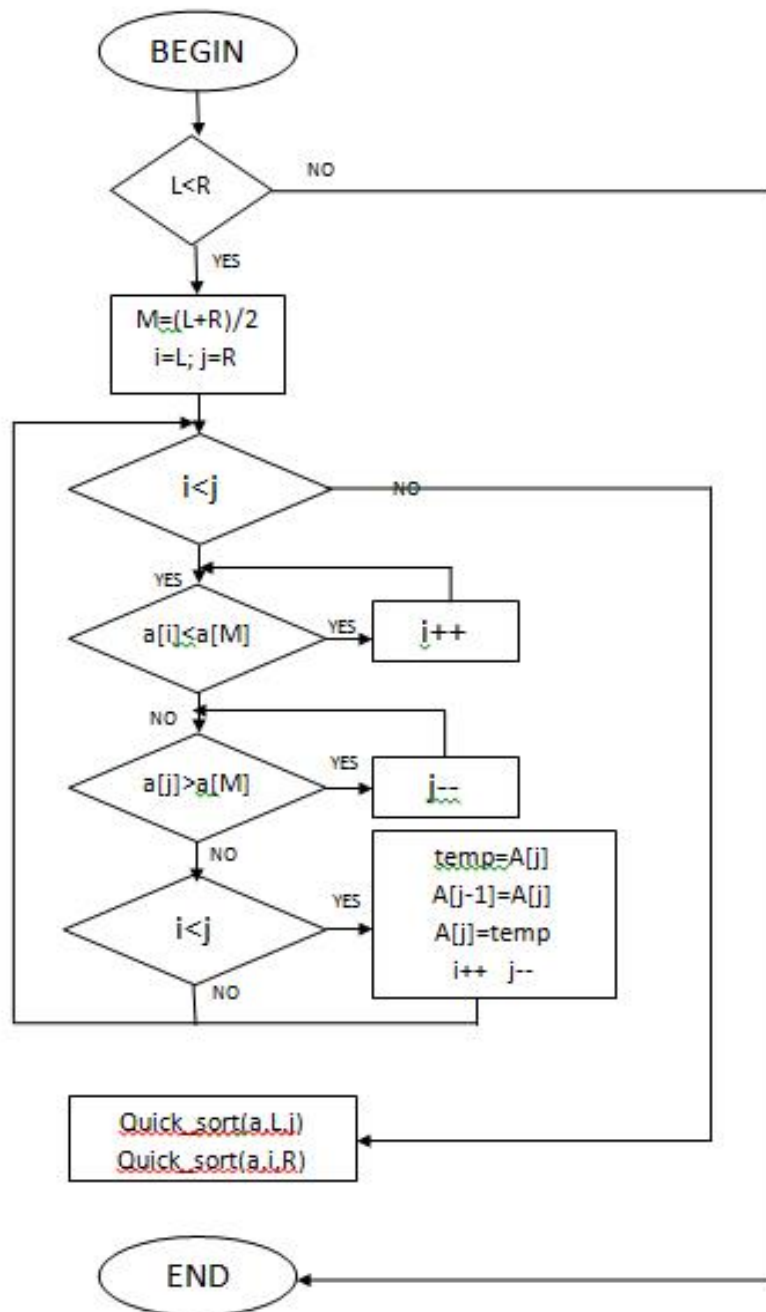 BEGIN
L<R
NO
YES
M=(L+R)/2
i=L; j=R
i<j
NO
YES
a[i]<a[M]
YES
i++
NO
a[j]>a[M]
YES
j--
NO
i<j
YES
temp=A[j]
A[j-1]=A[j]
A[j]=temp
i++ j--
NO
Quick_sort(a,L,j)
Quick_sort(a,i,R)
END